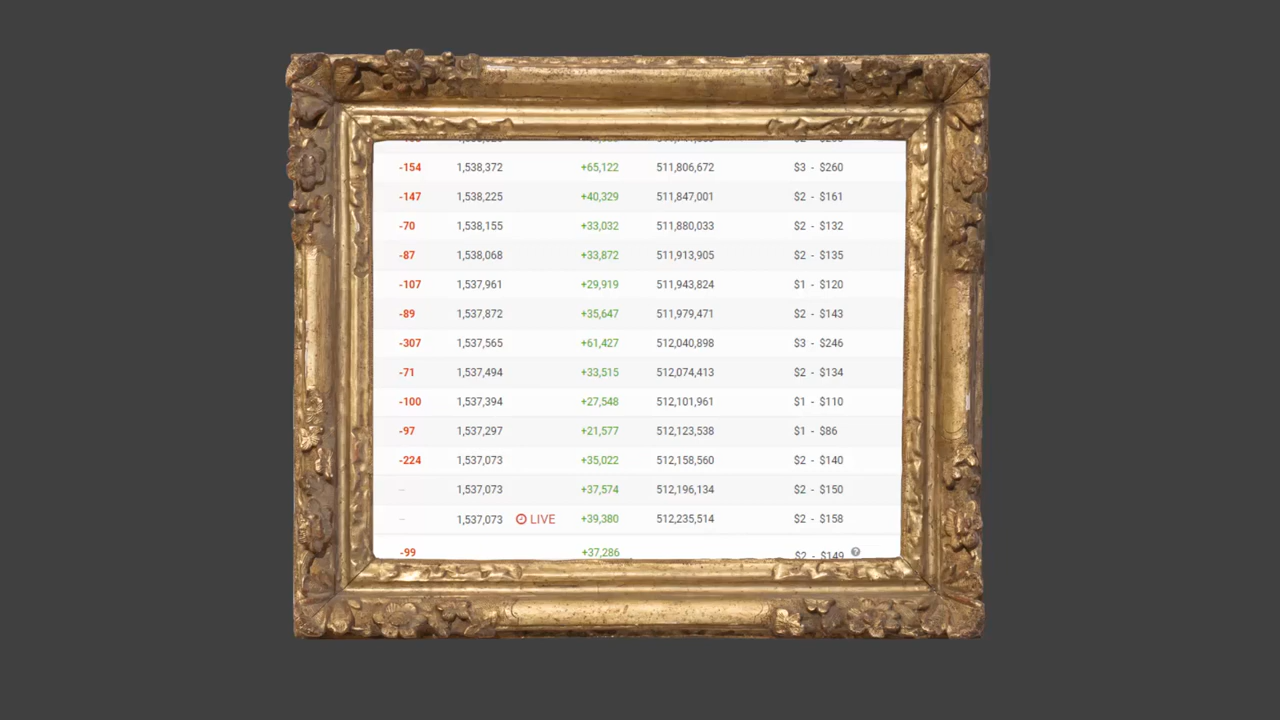 -154 1,538,372 +65,122 511,806,672 $3 - $260
-147 1,538,225 +40,329 511,847,001 $2 - $161
-70 1,538,155 +33,032 511,880,033 $2 - $132
-87 1,538,068 +33,872 511,913,905 $2 - $135
-107 1,537,961 +29,919 511,943,824 $1 - $120
-89 1,537,872 +35,647 511,979,471 $2 - $143
-307 1,537,565 +61,427 512,040,898 $3 - $246
-71 1,537,494 +33,515 512,074,413 $2 - $134
-100 1,537,394 +27,548 512,101,961 $1 - $110
-97 1,537,297 +21,577 512,123,538 $1 - $86
-224 1,537,073 +35,022 512,158,560 $2 - $140
-- 1,537,073 +37,574 512,196,134 $2 - $150
-- 1,537,073 LIVE +39,380 512,235,514 $2 - $158
-99 +37,286 $2 - $149 ?